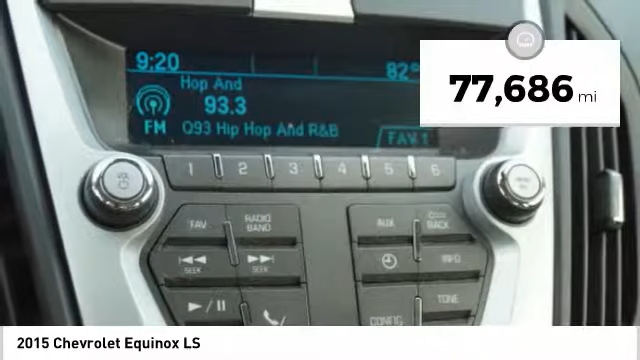 9:20
82°
Hop And
93.3
FM
Q93 Hip Hop And R&B
FAV 1
77,686 mi
VOL
1 2 3 4 5 6
FAV
RADIO BAND
AUX
BACK
SEEK
SEEK
INFO
TONE
CONFIG
2015 Chevrolet Equinox LS